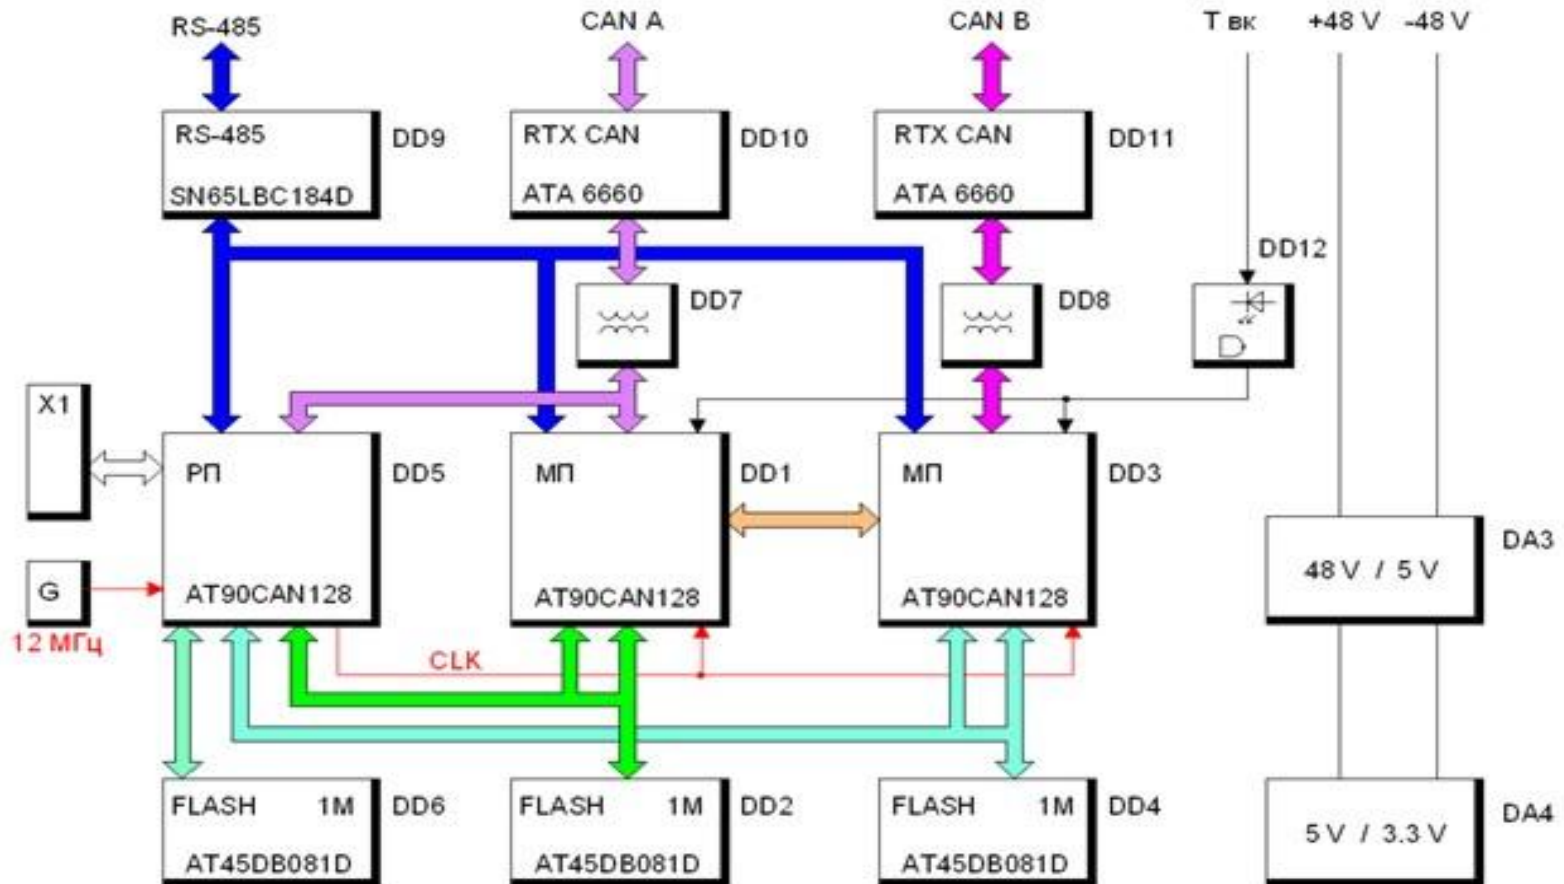 RS-485
CAN A
CAN B
Т вк
+48 V
-48 V
RS-485
SN65LBC184D
DD9
RTX CAN
ATA 6660
DD10
RTX CAN
ATA 6660
DD11
DD12
DD7
DD8
X1
РП
AT90CAN128
DD5
МП
AT90CAN128
DD1
МП
AT90CAN128
DD3
48 V / 5 V
DA3
G
12 МГц
CLK
FLASH 1M
AT45DB081D
DD6
FLASH 1M
AT45DB081D
DD2
FLASH 1M
AT45DB081D
DD4
5 V / 3.3 V
DA4